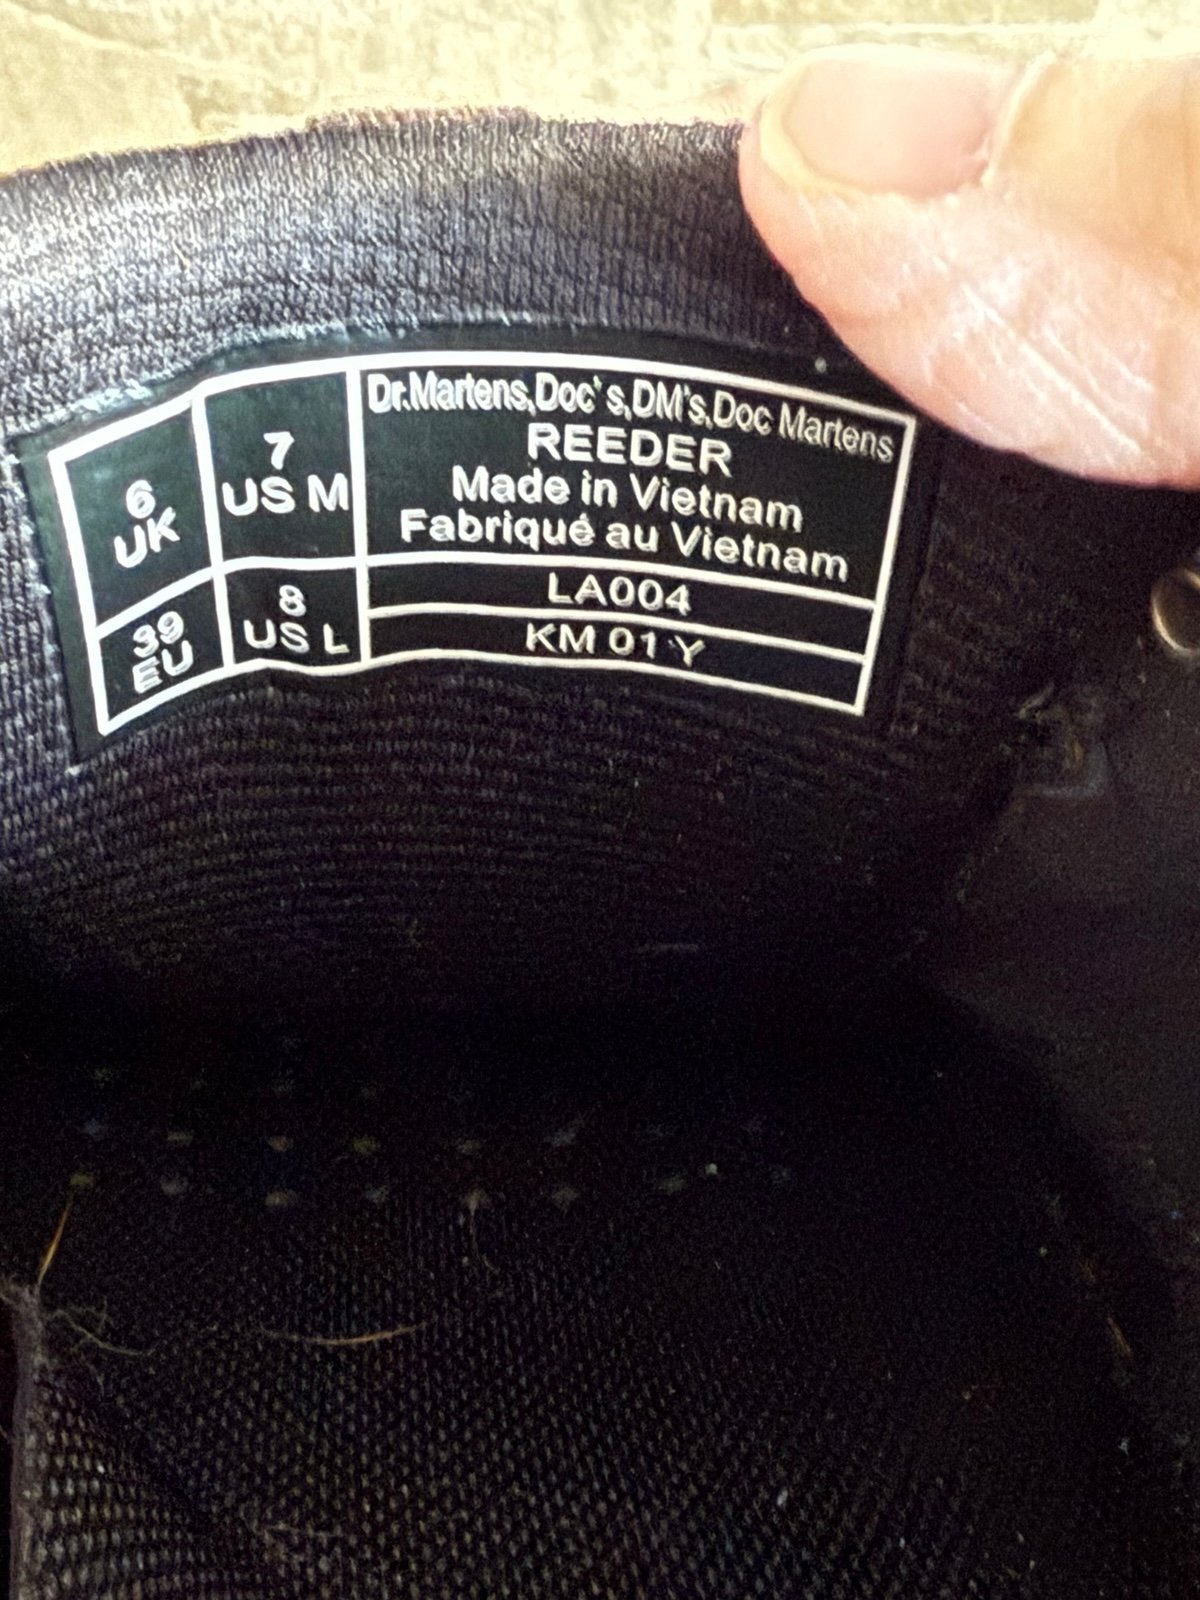 6
UK
7
US M
39
EU
8
US L
Dr.Martens,Doc's,DM's,Doc Martens
REEDER
Made in Vietnam
Fabriqué au Vietnam
LA004
KM 01 Y